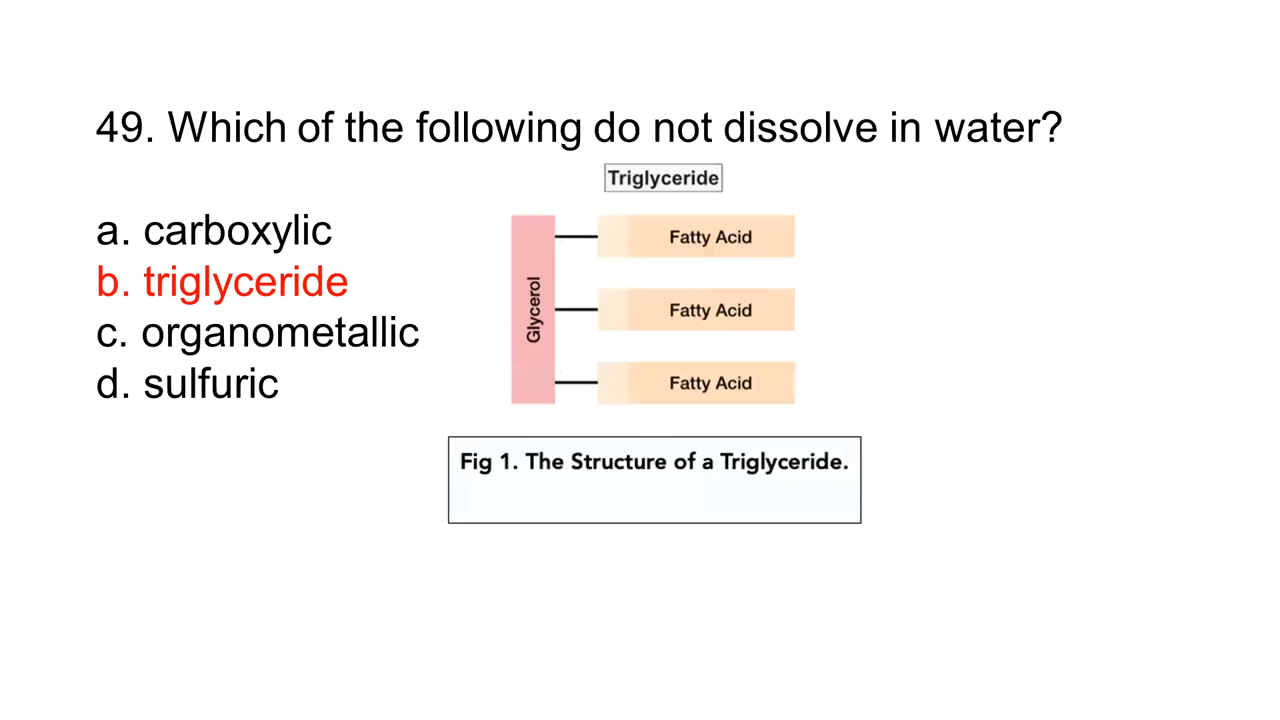 49. Which of the following do not dissolve in water?
a. carboxylic
b. triglyceride
c. organometallic
d. sulfuric
Triglyceride
Glycerol
Fatty Acid
Fatty Acid
Fatty Acid
Fig 1. The Structure of a Triglyceride.